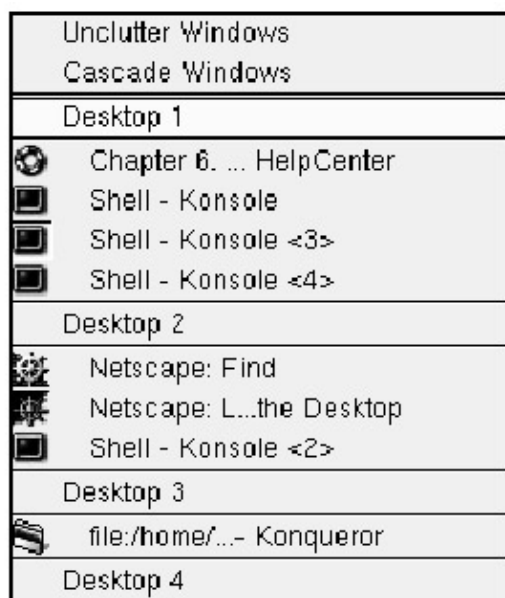 Unclutter Windows
Cascade Windows
Desktop 1
Chapter 6. ... HelpCenter
Shell - Konsole
Shell - Konsole <3>
Shell - Konsole <4>
Desktop 2
Netscape: Find
Netscape: L...the Desktop
Shell - Konsole <2>
Desktop 3
file:/home/...- Konqueror
Desktop 4